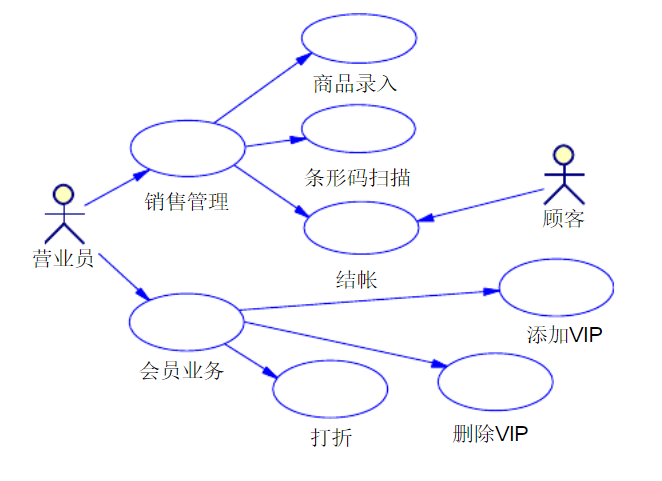 商品录入
条形码扫描
销售管理
顾客
营业员
结帐
添加VIP
会员业务
打折
删除VIP